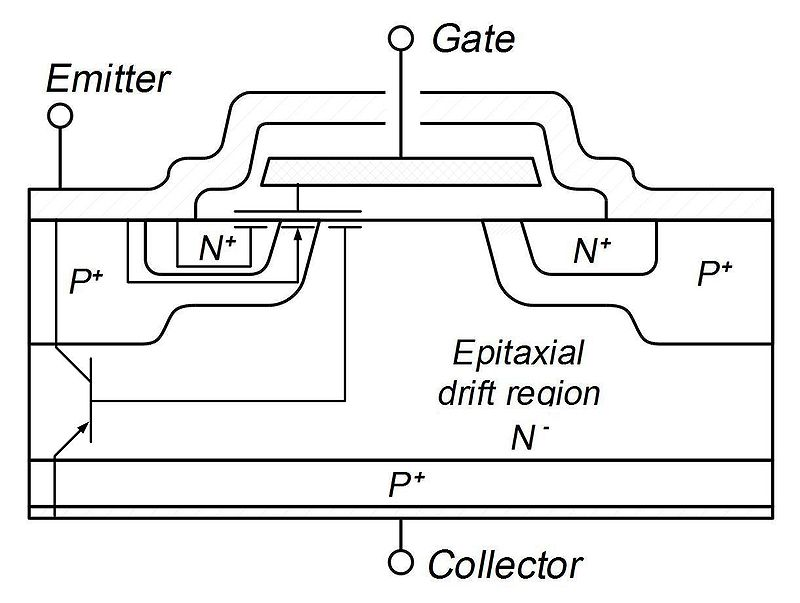 Gate
Emitter
N+
N+
P+
P+
Epitaxial
drift region
N-
P+
Collector